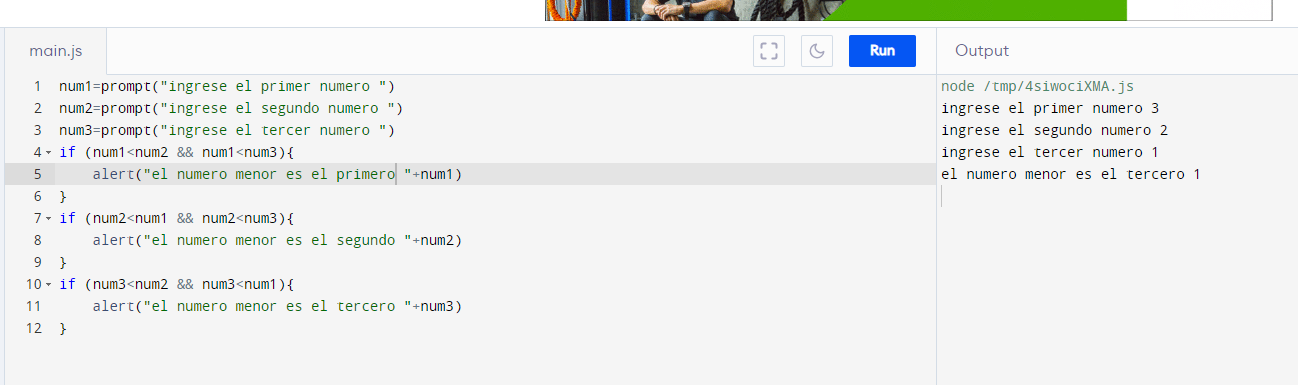 main.js
Run
Output
1 num1=prompt("ingrese el primer numero ")
2 num2=prompt("ingrese el segundo numero ")
3 num3=prompt("ingrese el tercer numero ")
4 if (num1<num2 && num1<num3){
5     alert("el numero menor es el primero "+num1)
6 }
7 if (num2<num1 && num2<num3){
8     alert("el numero menor es el segundo "+num2)
9 }
10 if (num3<num2 && num3<num1){
11     alert("el numero menor es el tercero "+num3)
12 }
node /tmp/4siwociXMA.js
ingrese el primer numero 3
ingrese el segundo numero 2
ingrese el tercer numero 1
el numero menor es el tercero 1